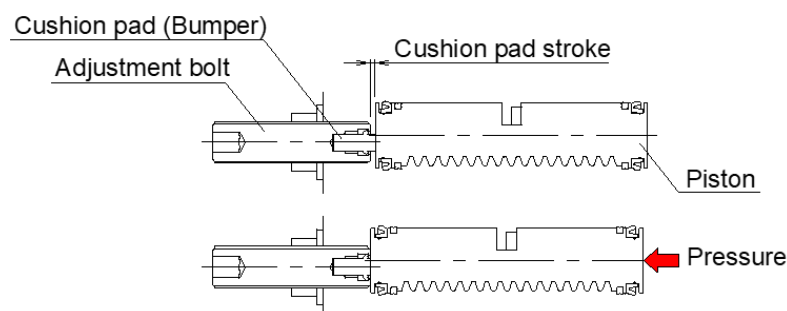 Cushion pad (Bumper)
Cushion pad stroke
Adjustment bolt
Piston
Pressure